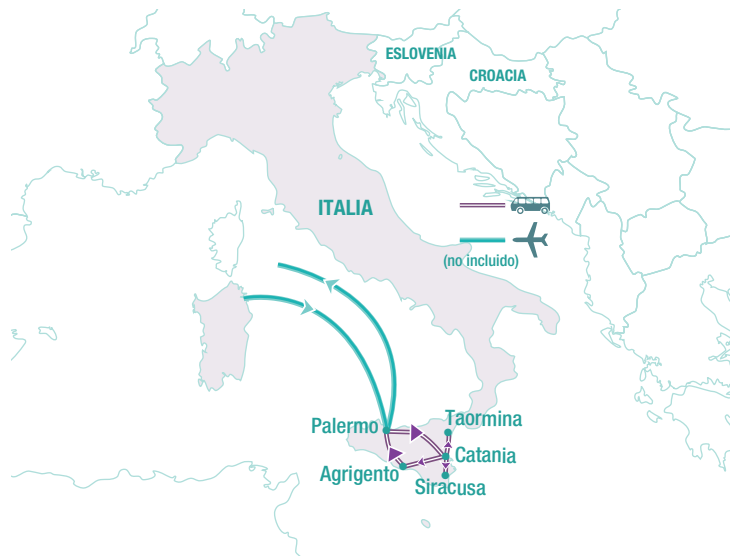 ESLOVENIA
CROACIA
ITALIA
(no incluido)
Palermo
Taormina
Agrigento
Catania
Siracusa